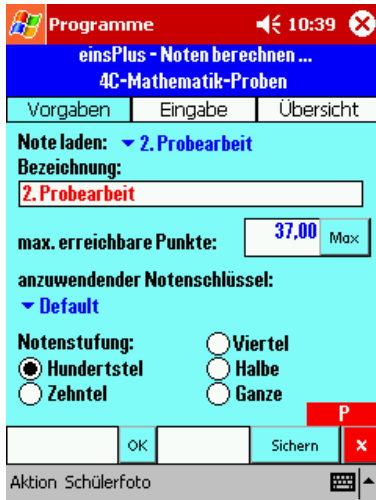 Programme 10:39
einsPlus - Noten berechnen ...
4C-Mathematik-Proben
Vorgaben Eingabe Übersicht
Note laden: 2. Probearbeit
Bezeichnung:
2. Probearbeit
max. erreichbare Punkte: 37,00 Max
anzuwendender Notenschlüssel:
Default
Notenstufung: Viertel
Hundertstel Halbe
Zehntel Ganze
P
OK Sichern x
Aktion Schülerfoto